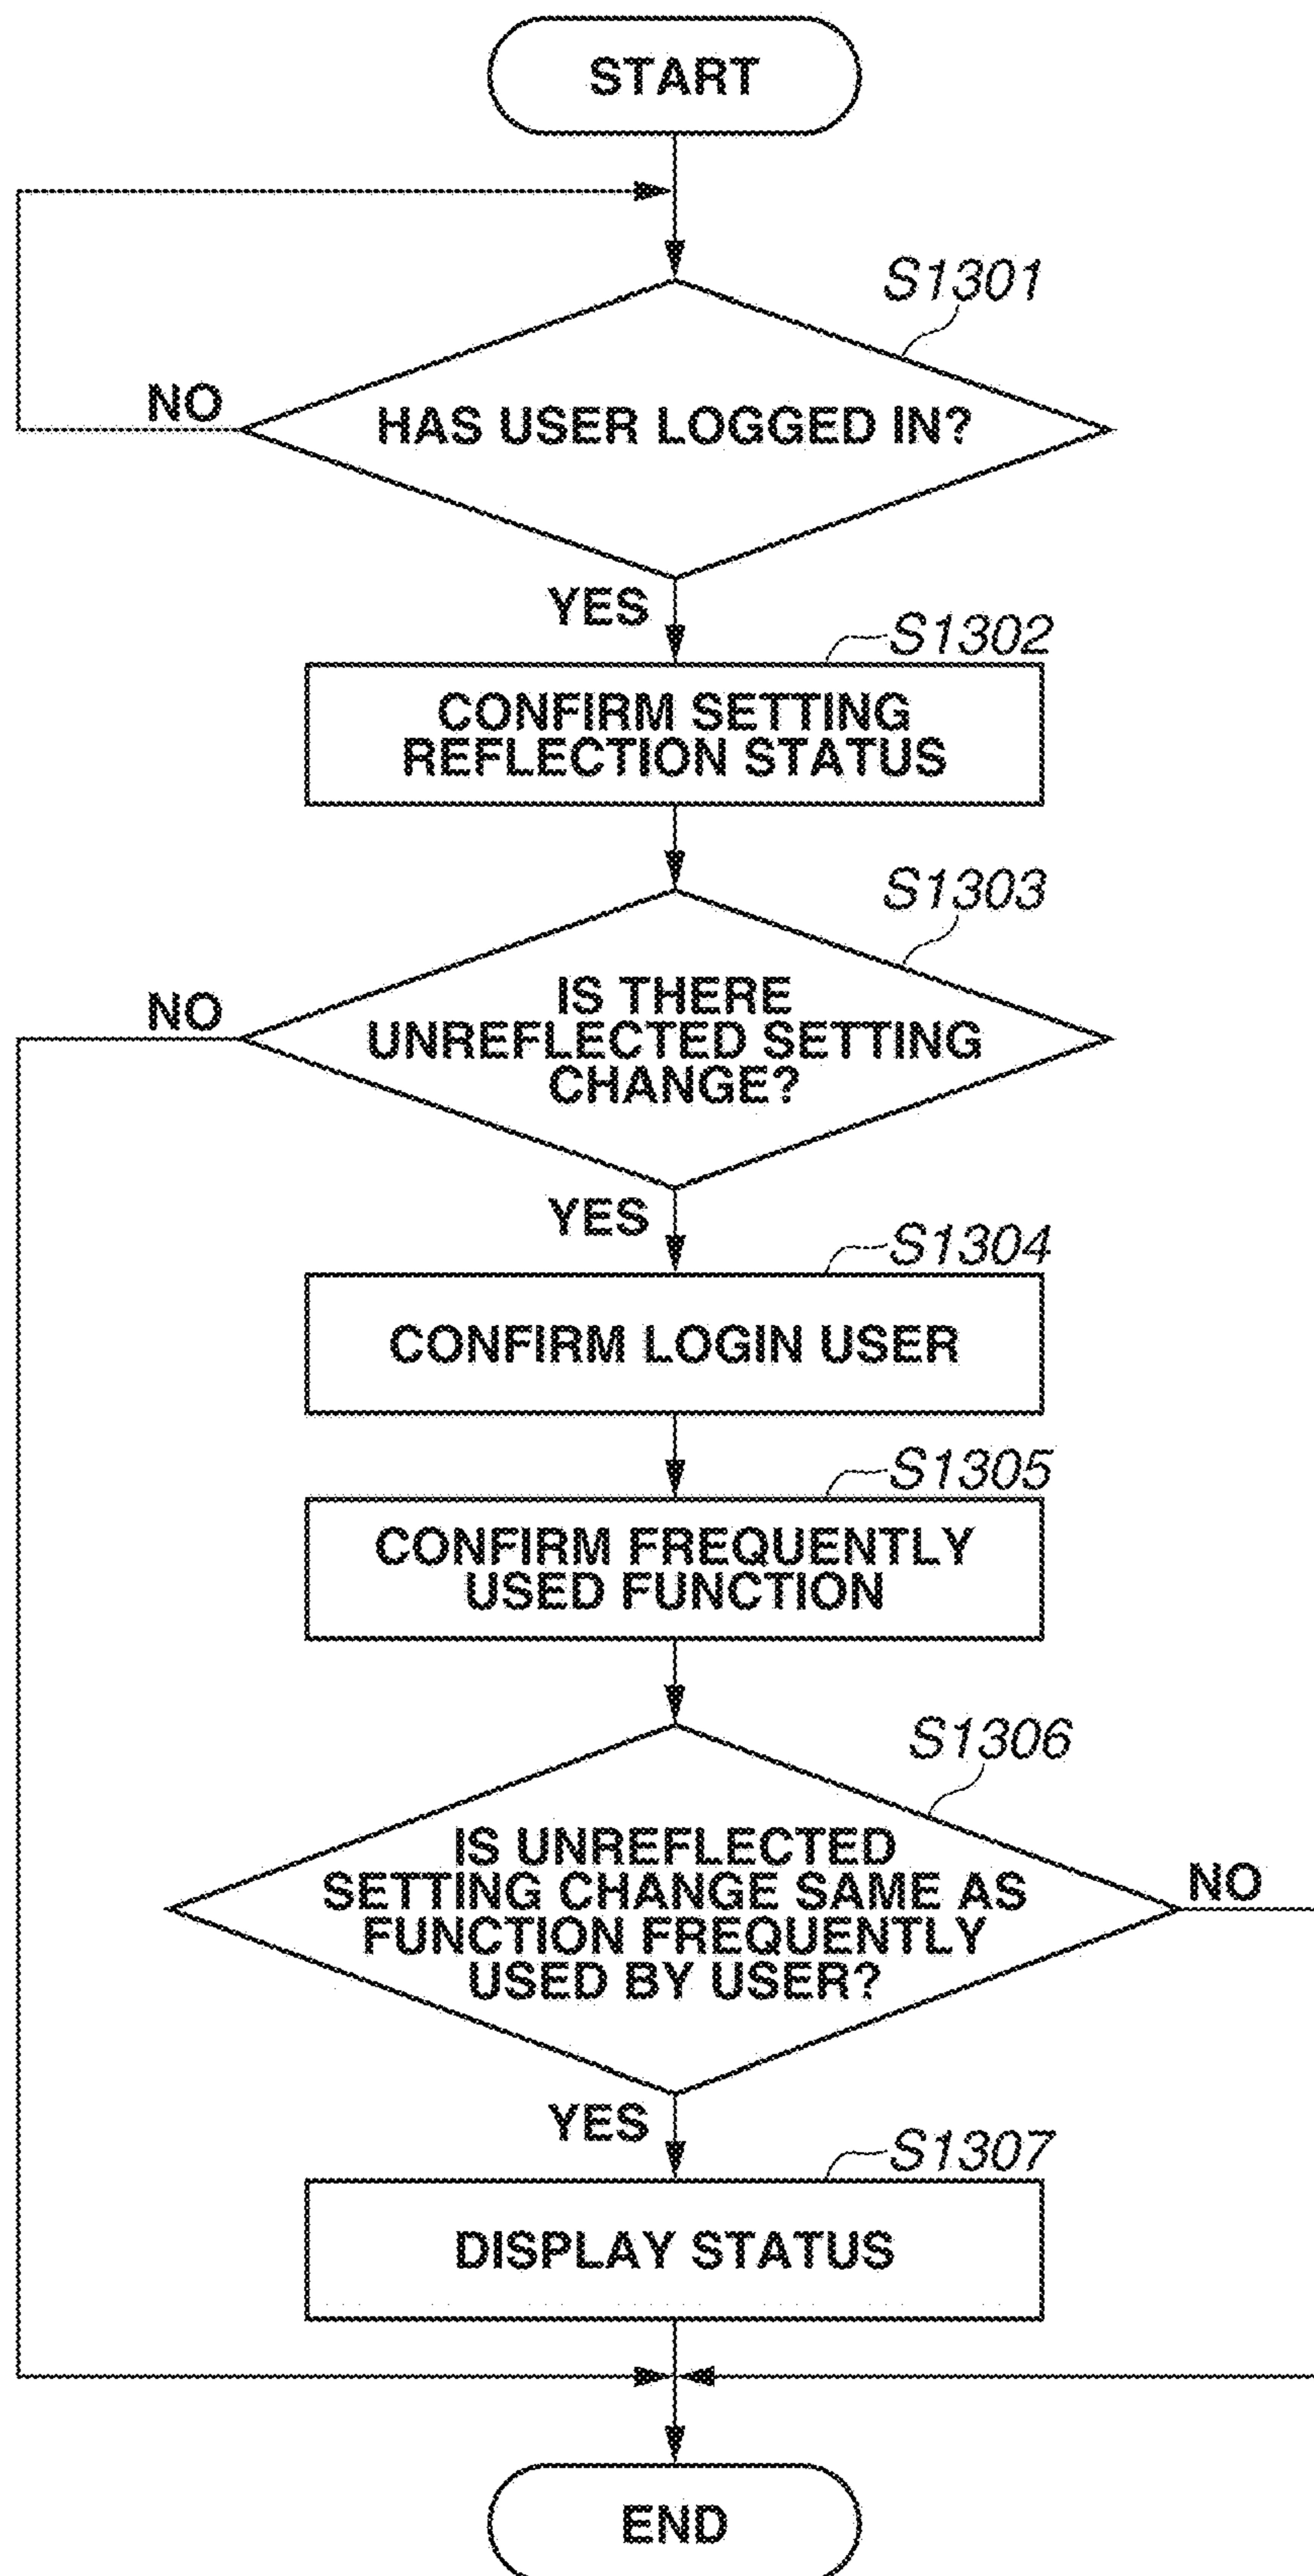 START
S1301
NO
HAS USER LOGGED IN?
YES
S1302
CONFIRM SETTING
REFLECTION STATUS
S1303
NO
IS THERE
UNREFLECTED SETTING
CHANGE?
YES
S1304
CONFIRM LOGIN USER
S1305
CONFIRM FREQUENTLY
USED FUNCTION
S1306
IS UNREFLECTED
SETTING CHANGE SAME AS
FUNCTION FREQUENTLY
USED BY USER?
NO
YES
S1307
DISPLAY STATUS
END